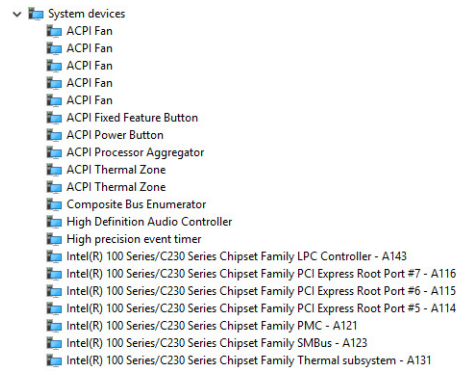 System devices
ACPI Fan
ACPI Fan
ACPI Fan
ACPI Fan
ACPI Fan
ACPI Fixed Feature Button
ACPI Power Button
ACPI Processor Aggregator
ACPI Thermal Zone
ACPI Thermal Zone
Composite Bus Enumerator
High Definition Audio Controller
High precision event timer
Intel(R) 100 Series/C230 Series Chipset Family LPC Controller - A143
Intel(R) 100 Series/C230 Series Chipset Family PCI Express Root Port #7 - A116
Intel(R) 100 Series/C230 Series Chipset Family PCI Express Root Port #6 - A115
Intel(R) 100 Series/C230 Series Chipset Family PCI Express Root Port #5 - A114
Intel(R) 100 Series/C230 Series Chipset Family PMC - A121
Intel(R) 100 Series/C230 Series Chipset Family SMBus - A123
Intel(R) 100 Series/C230 Series Chipset Family Thermal subsystem - A131